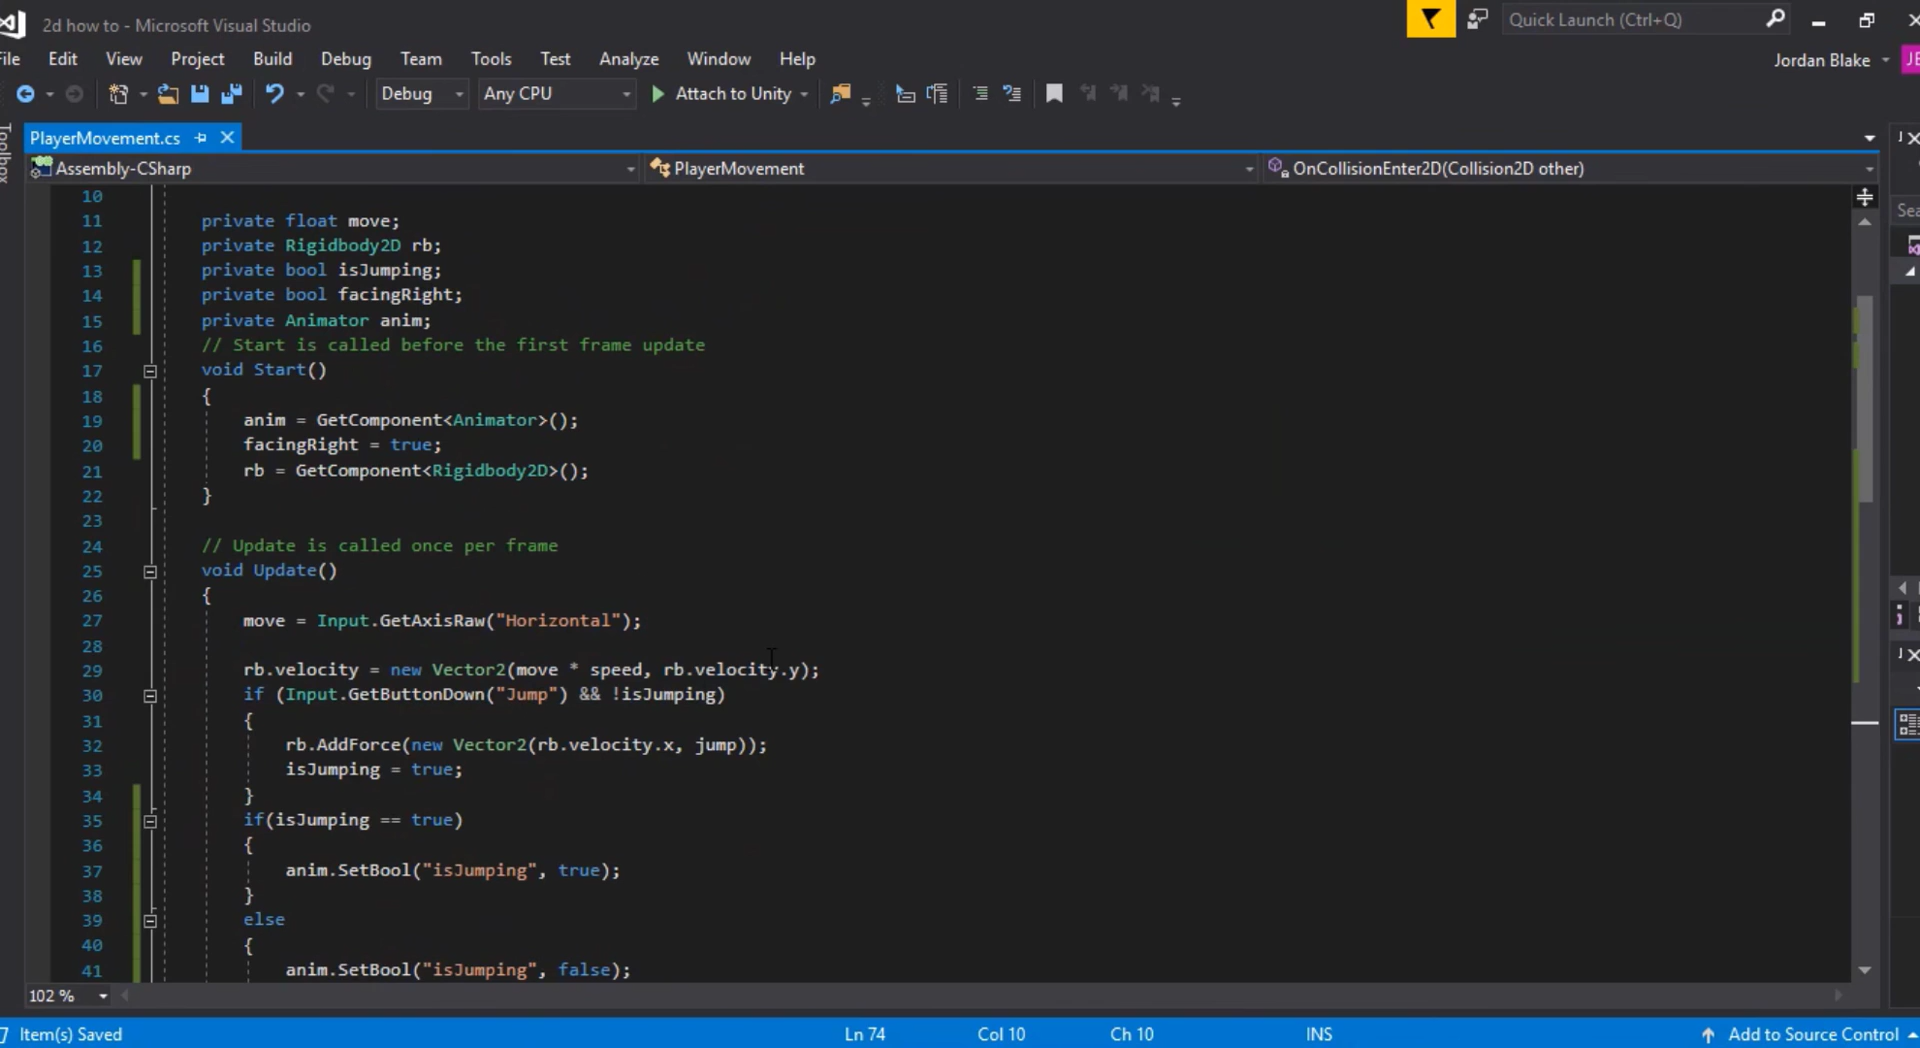 2d how to - Microsoft Visual Studio
Quick Launch (Ctrl+Q)
File Edit View Project Build Debug Team Tools Test Analyze Window Help
Jordan Blake
Debug Any CPU Attach to Unity
Toolbox
PlayerMovement.cs
Assembly-CSharp PlayerMovement OnCollisionEnter2D(Collision2D other)
10
11 private float move;
12 private Rigidbody2D rb;
13 private bool isJumping;
14 private bool facingRight;
15 private Animator anim;
16 // Start is called before the first frame update
17 void Start()
18 {
19 anim = GetComponent<Animator>();
20 facingRight = true;
21 rb = GetComponent<Rigidbody2D>();
22 }
23
24 // Update is called once per frame
25 void Update()
26 {
27 move = Input.GetAxisRaw("Horizontal");
28
29 rb.velocity = new Vector2(move * speed, rb.velocity.y);
30 if (Input.GetButtonDown("Jump") && !isJumping)
31 {
32 rb.AddForce(new Vector2(rb.velocity.x, jump));
33 isJumping = true;
34 }
35 if(isJumping == true)
36 {
37 anim.SetBool("isJumping", true);
38 }
39 else
40 {
41 anim.SetBool("isJumping", false);
102 %
Item(s) Saved Ln 74 Col 10 Ch 10 INS Add to Source Control